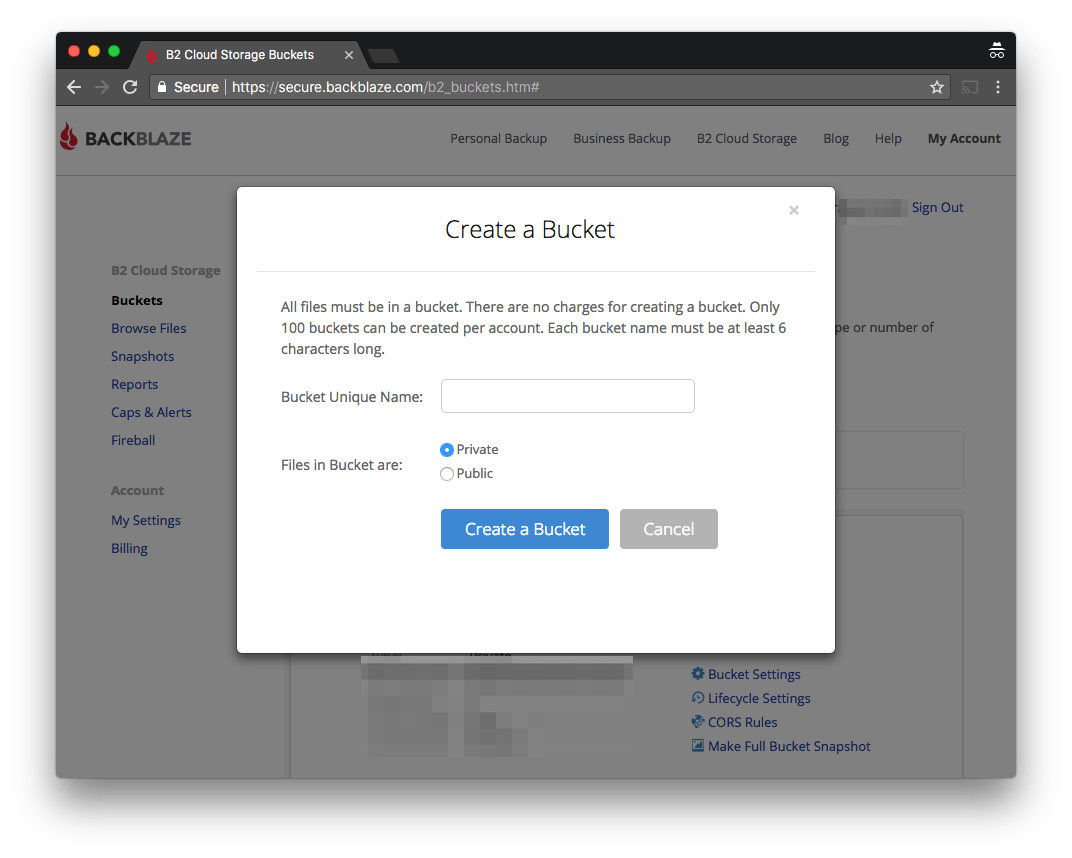 B2 Cloud Storage Buckets
Secure https://secure.backblaze.com/b2_buckets.htm#
BACKBLAZE
Personal Backup
Business Backup
B2 Cloud Storage
Blog
Help
My Account
Sign Out
B2 Cloud Storage
Buckets
Browse Files
Snapshots
Reports
Caps & Alerts
Fireball
Account
My Settings
Billing
Create a Bucket
All files must be in a bucket. There are no charges for creating a bucket. Only
100 buckets can be created per account. Each bucket name must be at least 6
characters long.
Bucket Unique Name:
Files in Bucket are:
Private
Public
Create a Bucket
Cancel
or number of
Bucket Settings
Lifecycle Settings
CORS Rules
Make Full Bucket Snapshot